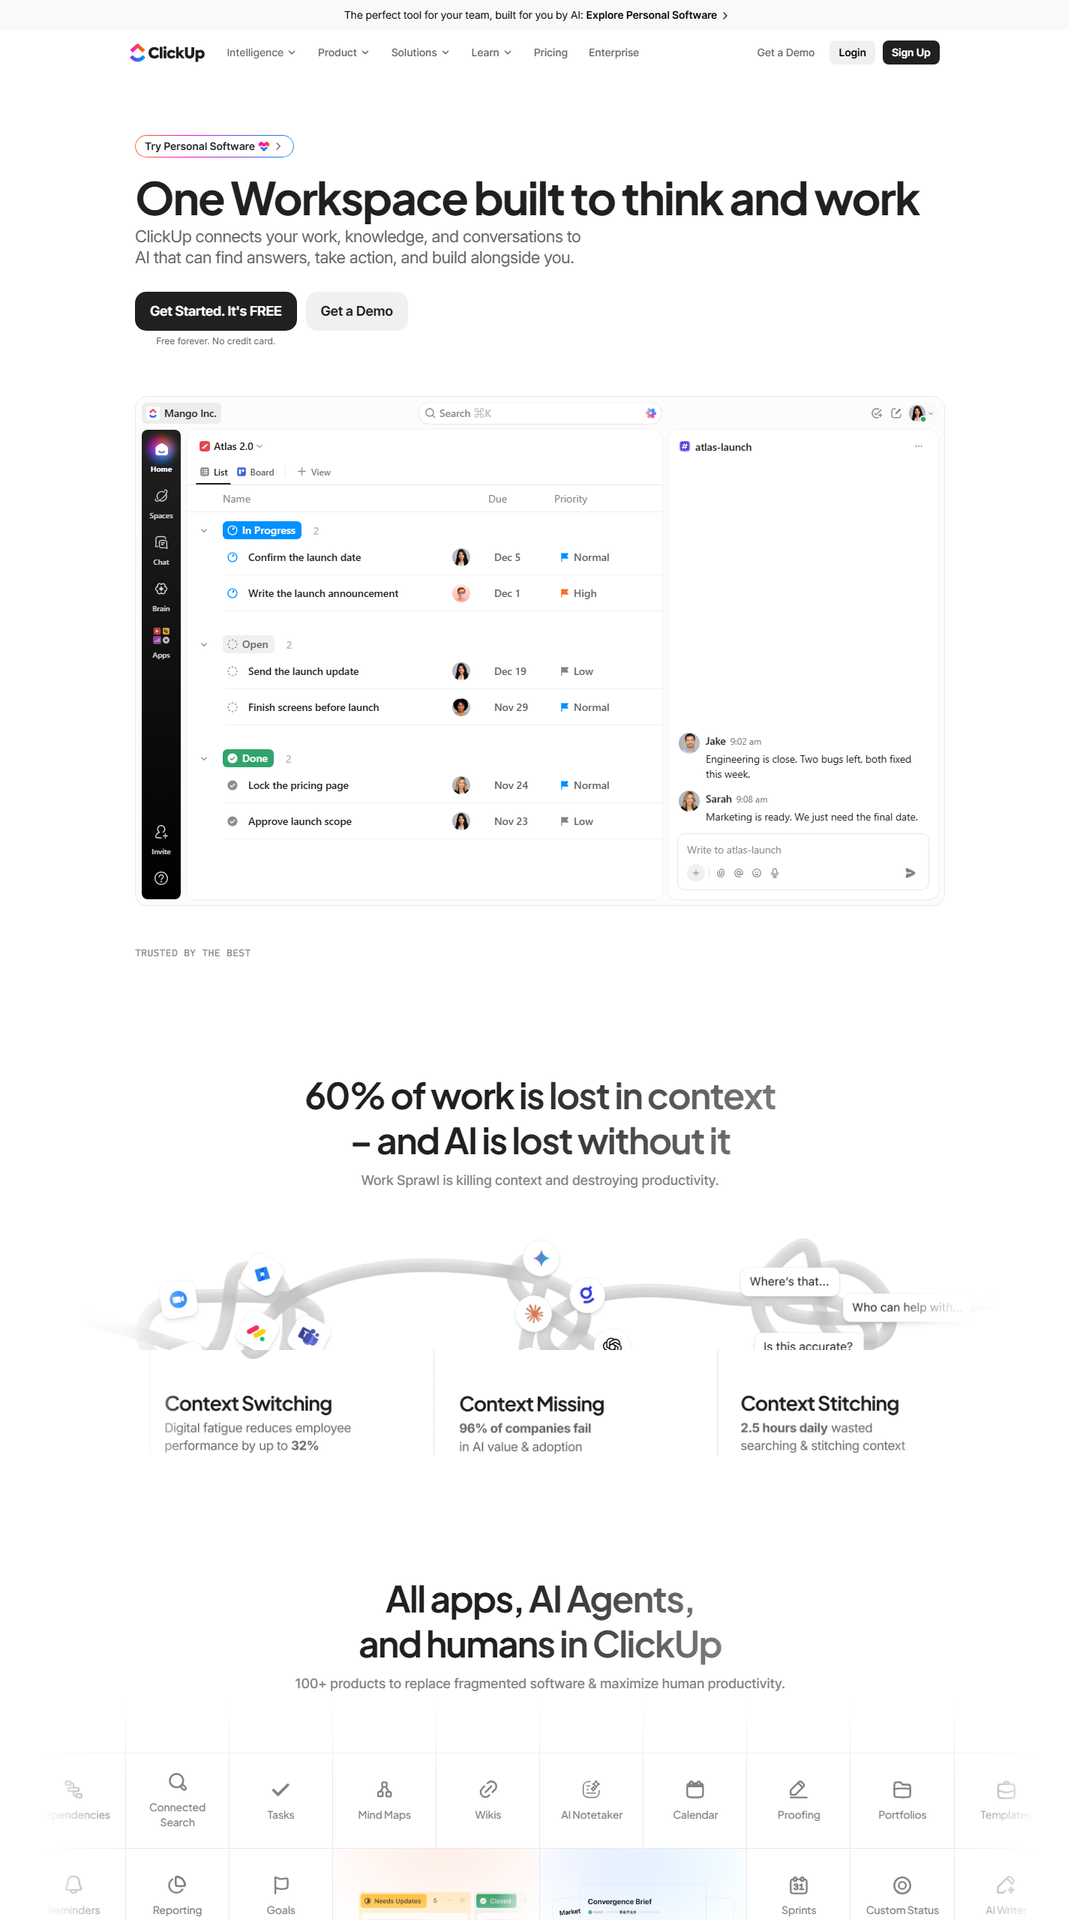 The perfect tool for your team, built for you by AI: Explore Personal Software
ClickUp
Intelligence
Product
Solutions
Learn
Pricing
Enterprise
Get a Demo
Login
Sign Up
Try Personal Software
One Workspace built to think and work
ClickUp connects your work, knowledge, and conversations to
AI that can find answers, take action, and build alongside you.
Get Started. It's FREE
Get a Demo
Free forever. No credit card.
Mango Inc.
Search ⌘K
Home
Spaces
Chat
Brain
Apps
Invite
Atlas 2.0
List
Board
View
Name Due Priority
In Progress 2
Confirm the launch date Dec 5 Normal
Write the launch announcement Dec 1 High
Open 2
Send the launch update Dec 19 Low
Finish screens before launch Nov 29 Normal
Done 2
Lock the pricing page Nov 24 Normal
Approve launch scope Nov 23 Low
# atlas-launch
Jake 9:02 am
Engineering is close. Two bugs left, both fixed
this week.
Sarah 9:08 am
Marketing is ready. We just need the final date.
Write to atlas-launch
TRUSTED BY THE BEST
60% of work is lost in context
– and AI is lost without it
Work Sprawl is killing context and destroying productivity.
Where's that...
Who can help with...
Is this accurate?
Context Switching
Digital fatigue reduces employee
performance by up to 32%
Context Missing
96% of companies fail
in AI value & adoption
Context Stitching
2.5 hours daily wasted
searching & stitching context
All apps, AI Agents,
and humans in ClickUp
100+ products to replace fragmented software & maximize human productivity.
ependencies
Connected
Search
Tasks
Mind Maps
Wikis
AI Notetaker
Calendar
Proofing
Portfolios
Templates
Reminders
Reporting
Goals
Needs Updates 5
Closed
Market
Convergence Brief
31
Sprints
Custom Status
AI Writer